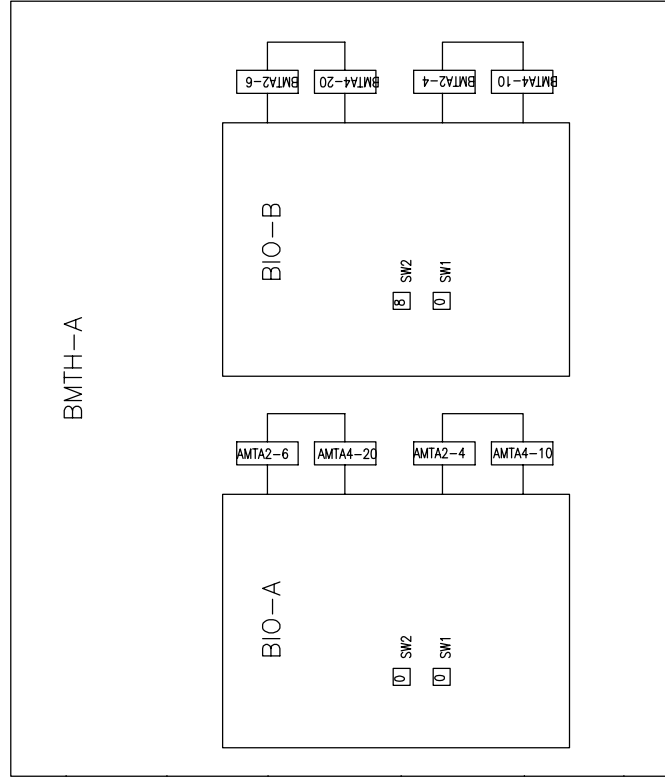 BMTA2-6
BMTA4-20
BMTA2-4
BMTA4-10
BIO-B
SW2
8
SW1
0
BMTH-A
AMTA2-6
AMTA4-20
AMTA2-4
AMTA4-10
BIO-A
SW2
0
SW1
0